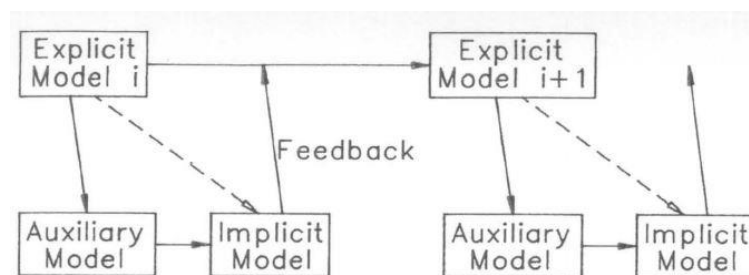 Explicit
Model i
Explicit
Model i+1
Feedback
Auxiliary
Model
Implicit
Model
Auxiliary
Model
Implicit
Model